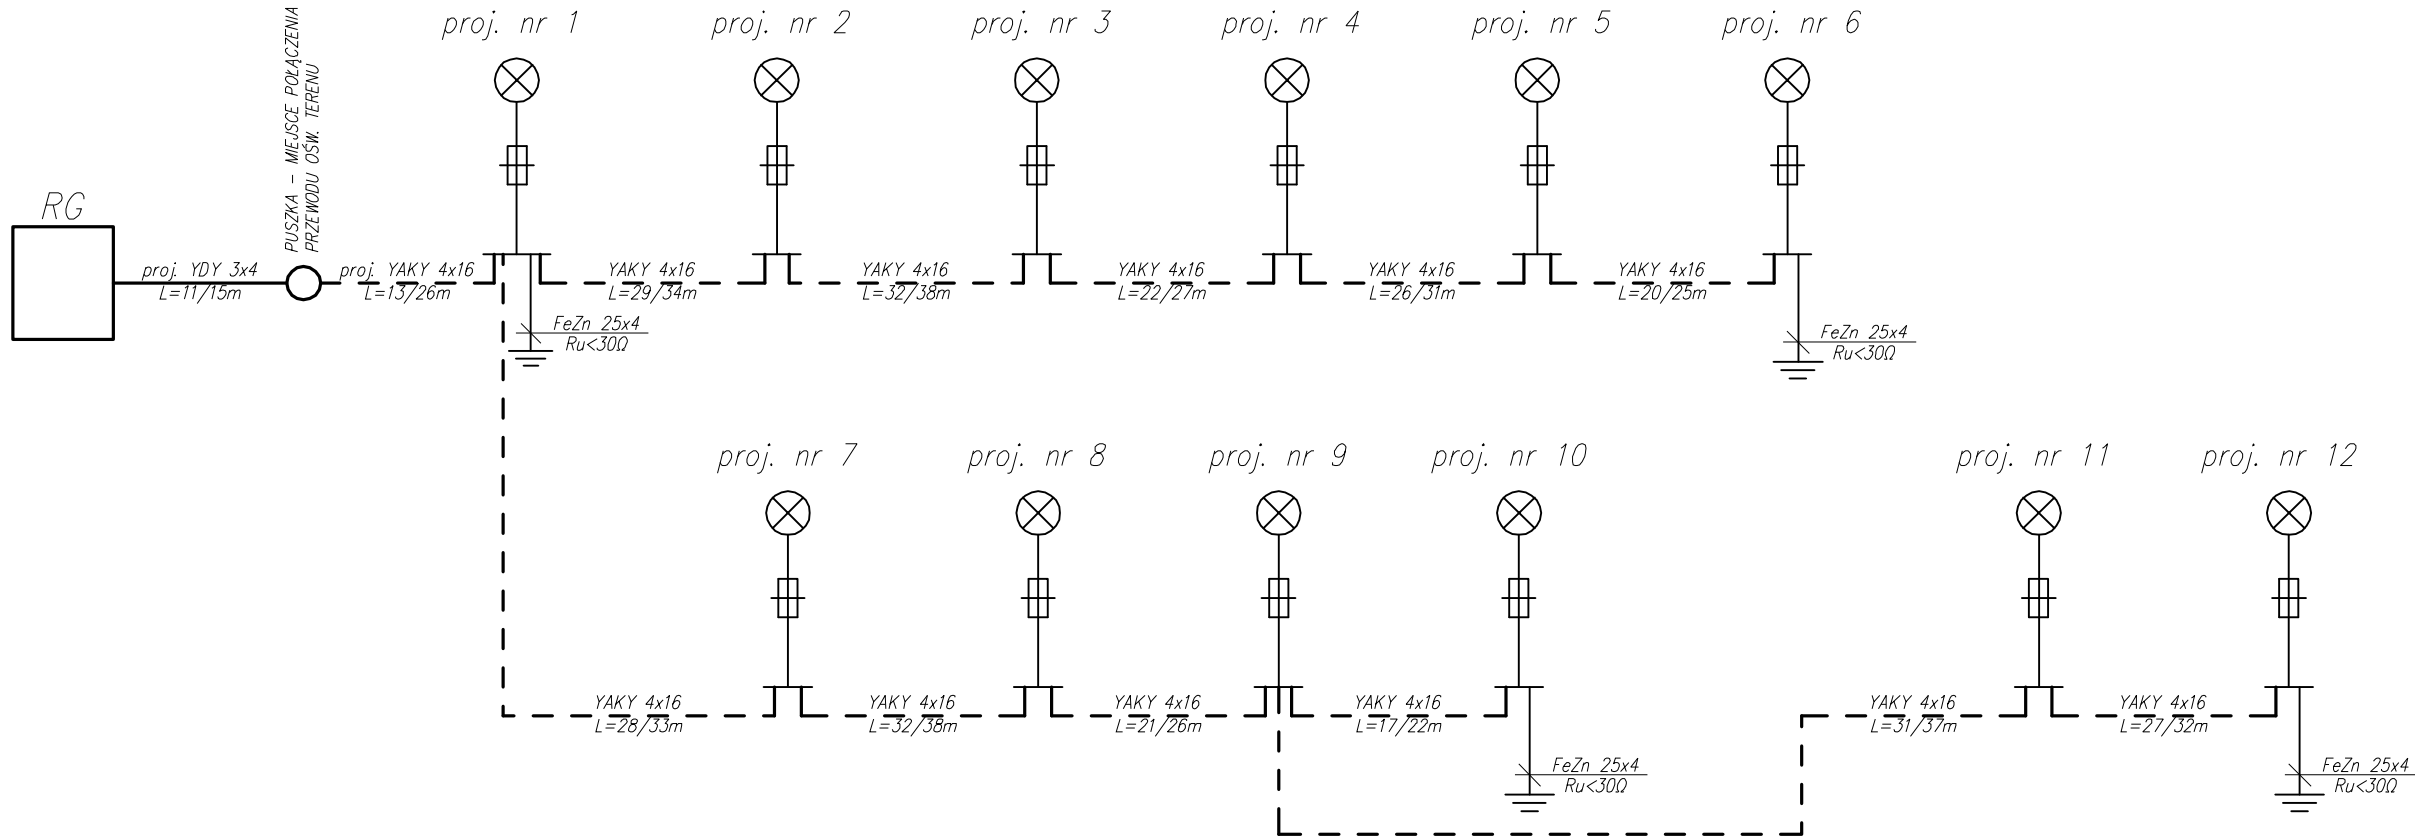 proj. nr 1
proj. nr 2
proj. nr 3
proj. nr 4
proj. nr 5
proj. nr 6
PUSZKA - MIEJSCE POŁĄCZENIA
PRZEWODU OŚW. TERENU
RG
proj. YDY 3x4
L=11/15m
proj. YAKY 4x16
L=13/26m
YAKY 4x16
L=29/34m
YAKY 4x16
L=32/38m
YAKY 4x16
L=22/27m
YAKY 4x16
L=26/31m
YAKY 4x16
L=20/25m
FeZn 25x4
Ru<30Ω
FeZn 25x4
Ru<30Ω
proj. nr 7
proj. nr 8
proj. nr 9
proj. nr 10
proj. nr 11
proj. nr 12
YAKY 4x16
L=28/33m
YAKY 4x16
L=32/38m
YAKY 4x16
L=21/26m
YAKY 4x16
L=17/22m
YAKY 4x16
L=31/37m
YAKY 4x16
L=27/32m
FeZn 25x4
Ru<30Ω
FeZn 25x4
Ru<30Ω